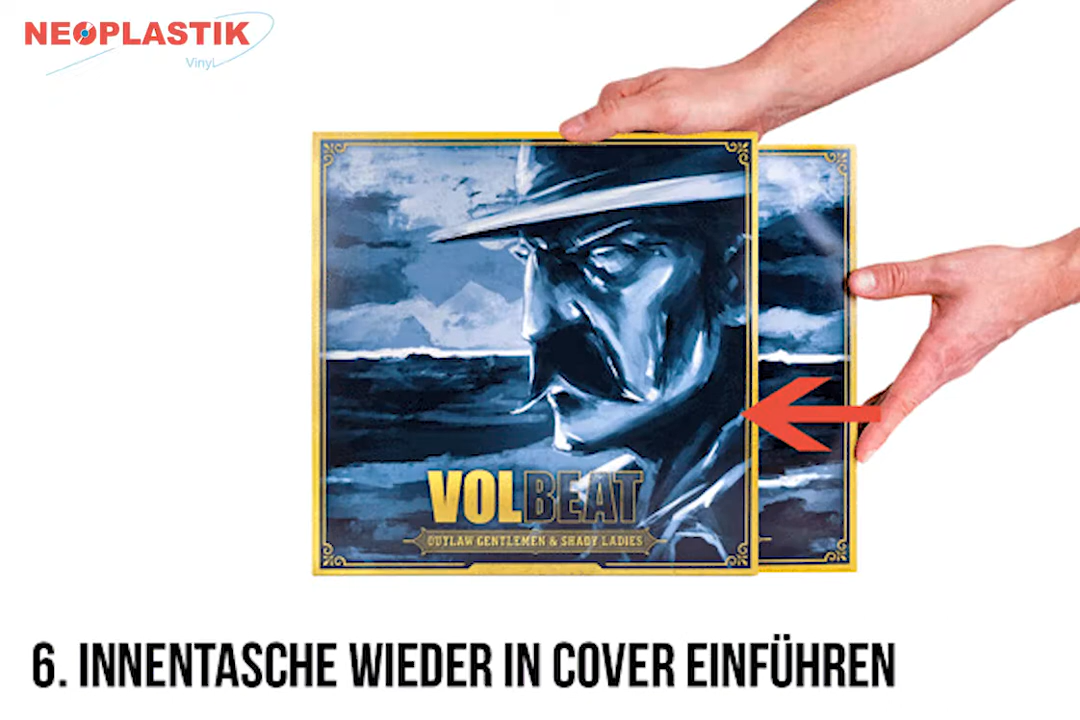 NEOPLASTIK
Vinyl
VOLBEAT
OUTLAW GENTLEMEN & SHADY LADIES
6. INNENTASCHE WIEDER IN COVER EINFÜHREN